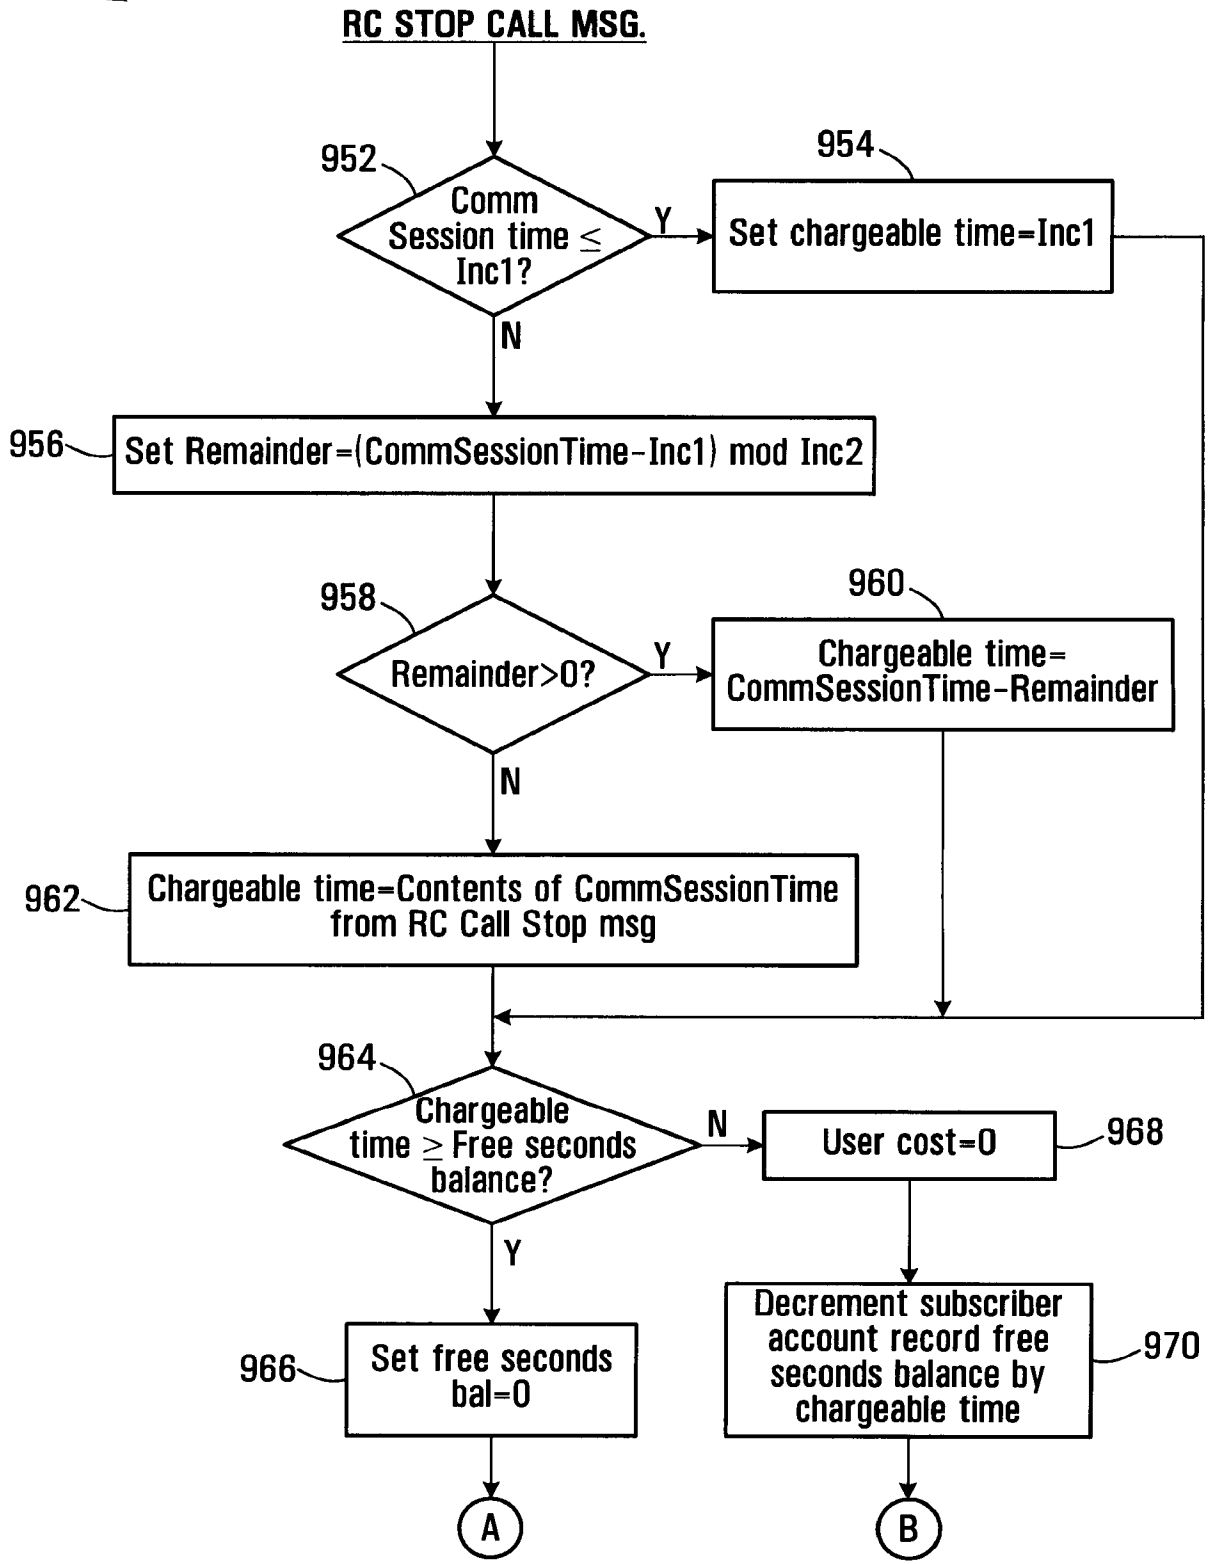 RC STOP CALL MSG.
952
Comm
Session time ≤
Inc1?
Y
954
Set chargeable time=Inc1
N
956
Set Remainder=(CommSessionTime-Inc1) mod Inc2
958
Remainder>0?
Y
960
Chargeable time=
CommSessionTime-Remainder
N
962
Chargeable time=Contents of CommSessionTime
from RC Call Stop msg
964
Chargeable
time ≥ Free seconds
balance?
N
User cost=0
968
Y
966
Set free seconds
bal=0
Decrement subscriber
account record free
seconds balance by
chargeable time
970
A
B